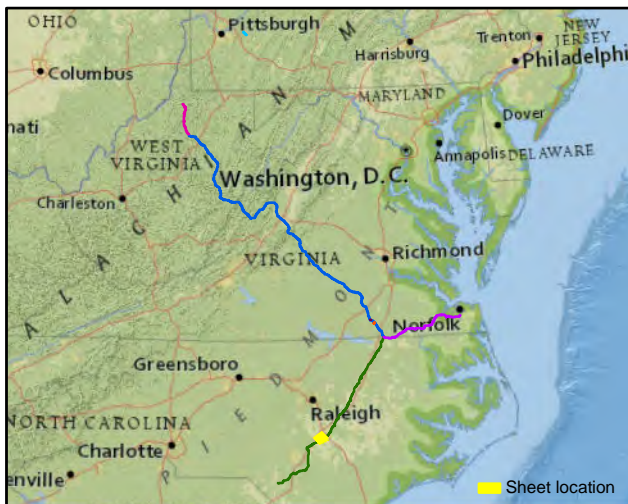 OHIO
Pittsburgh
Harrisburg
Trenton
NEW
JERSEY
Philadelphi
Columbus
MARYLAND
Dover
nati
WEST
VIRGINIA
Annapolis
DELAWARE
Washington, D.C.
Charleston
A L A C H I A N M
VIRGINIA
Richmond
Norfolk
P I E D M O N T
Greensboro
Raleigh
NORTH CAROLINA
Charlotte
enville
Sheet location